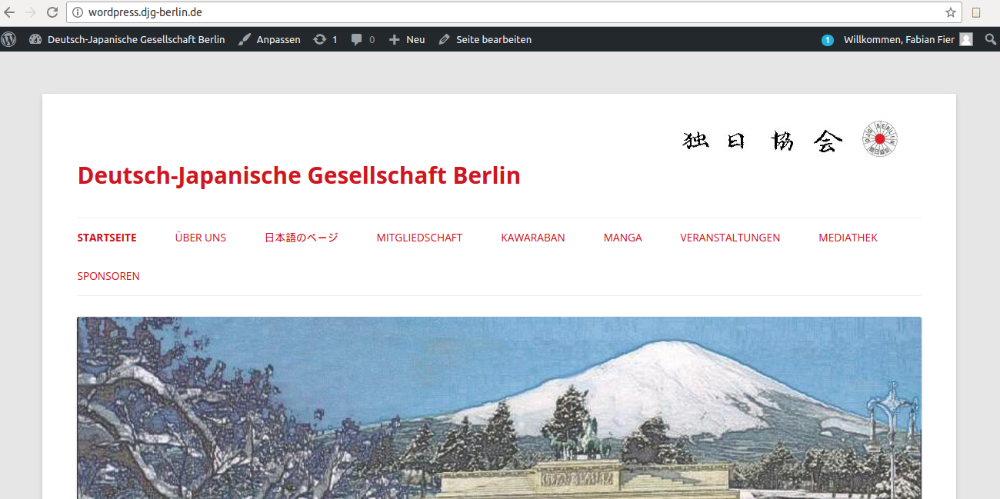 wordpress.djg-berlin.de
Deutsch-Japanische Gesellschaft Berlin Anpassen 1 0 Neu Seite bearbeiten 1 Willkommen, Fabian Fier
独 日 協 会
DJG BERLIN
Deutsch-Japanische Gesellschaft Berlin
STARTSEITE ÜBER UNS 日本語のページ MITGLIEDSCHAFT KAWARABAN MANGA VERANSTALTUNGEN MEDIATHEK
SPONSOREN